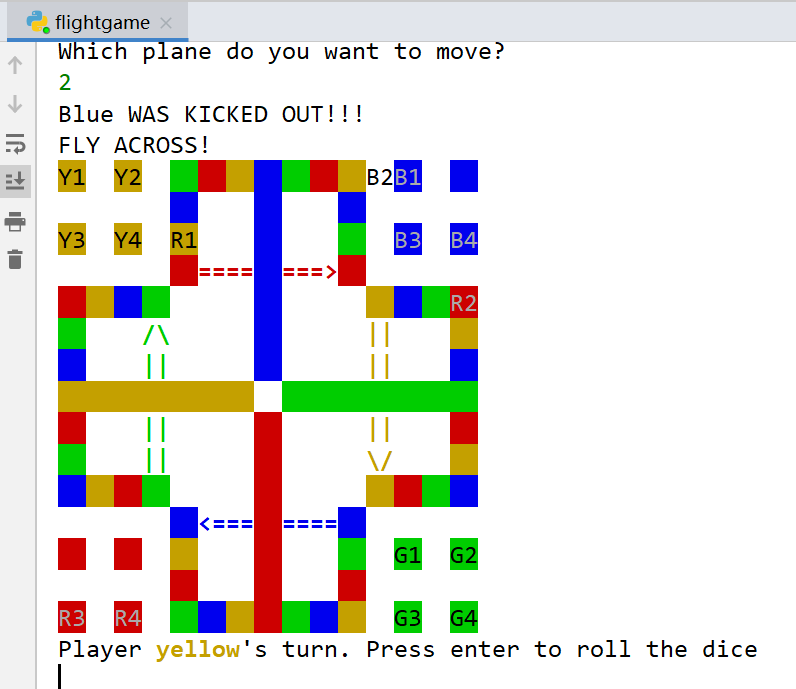 flightgame
Which plane do you want to move?
2
Blue WAS KICKED OUT!!!
FLY ACROSS!
Y1 Y2 B2B1
Y3 Y4 R1 B3 B4
==== ===>
R2
/\ ||
|| ||
|| ||
|| \/
<=== ====
G1 G2
R3 R4 G3 G4
Player yellow's turn. Press enter to roll the dice